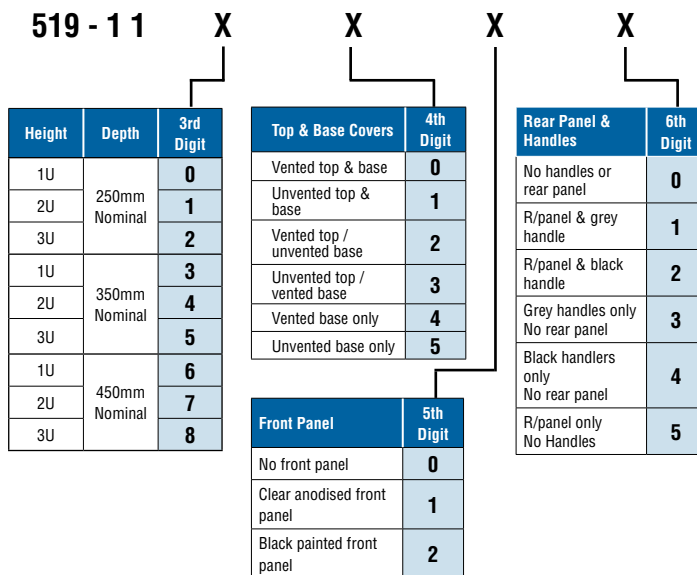 519 - 1 1 X X X X
Height Depth 3rd Digit
1U 250mm Nominal 0
2U 1
3U 2
1U 350mm Nominal 3
2U 4
3U 5
1U 450mm Nominal 6
2U 7
3U 8
Top & Base Covers 4th Digit
Vented top & base 0
Unvented top &
base 1
Vented top /
unvented base 2
Unvented top /
vented base 3
Vented base only 4
Unvented base only 5
Front Panel 5th Digit
No front panel 0
Clear anodised front
panel 1
Black painted front
panel 2
Rear Panel &
Handles 6th Digit
No handles or
rear panel 0
R/panel & grey
handle 1
R/panel & black
handle 2
Grey handles only
No rear panel 3
Black handlers
only
No rear panel 4
R/panel only
No Handles 5